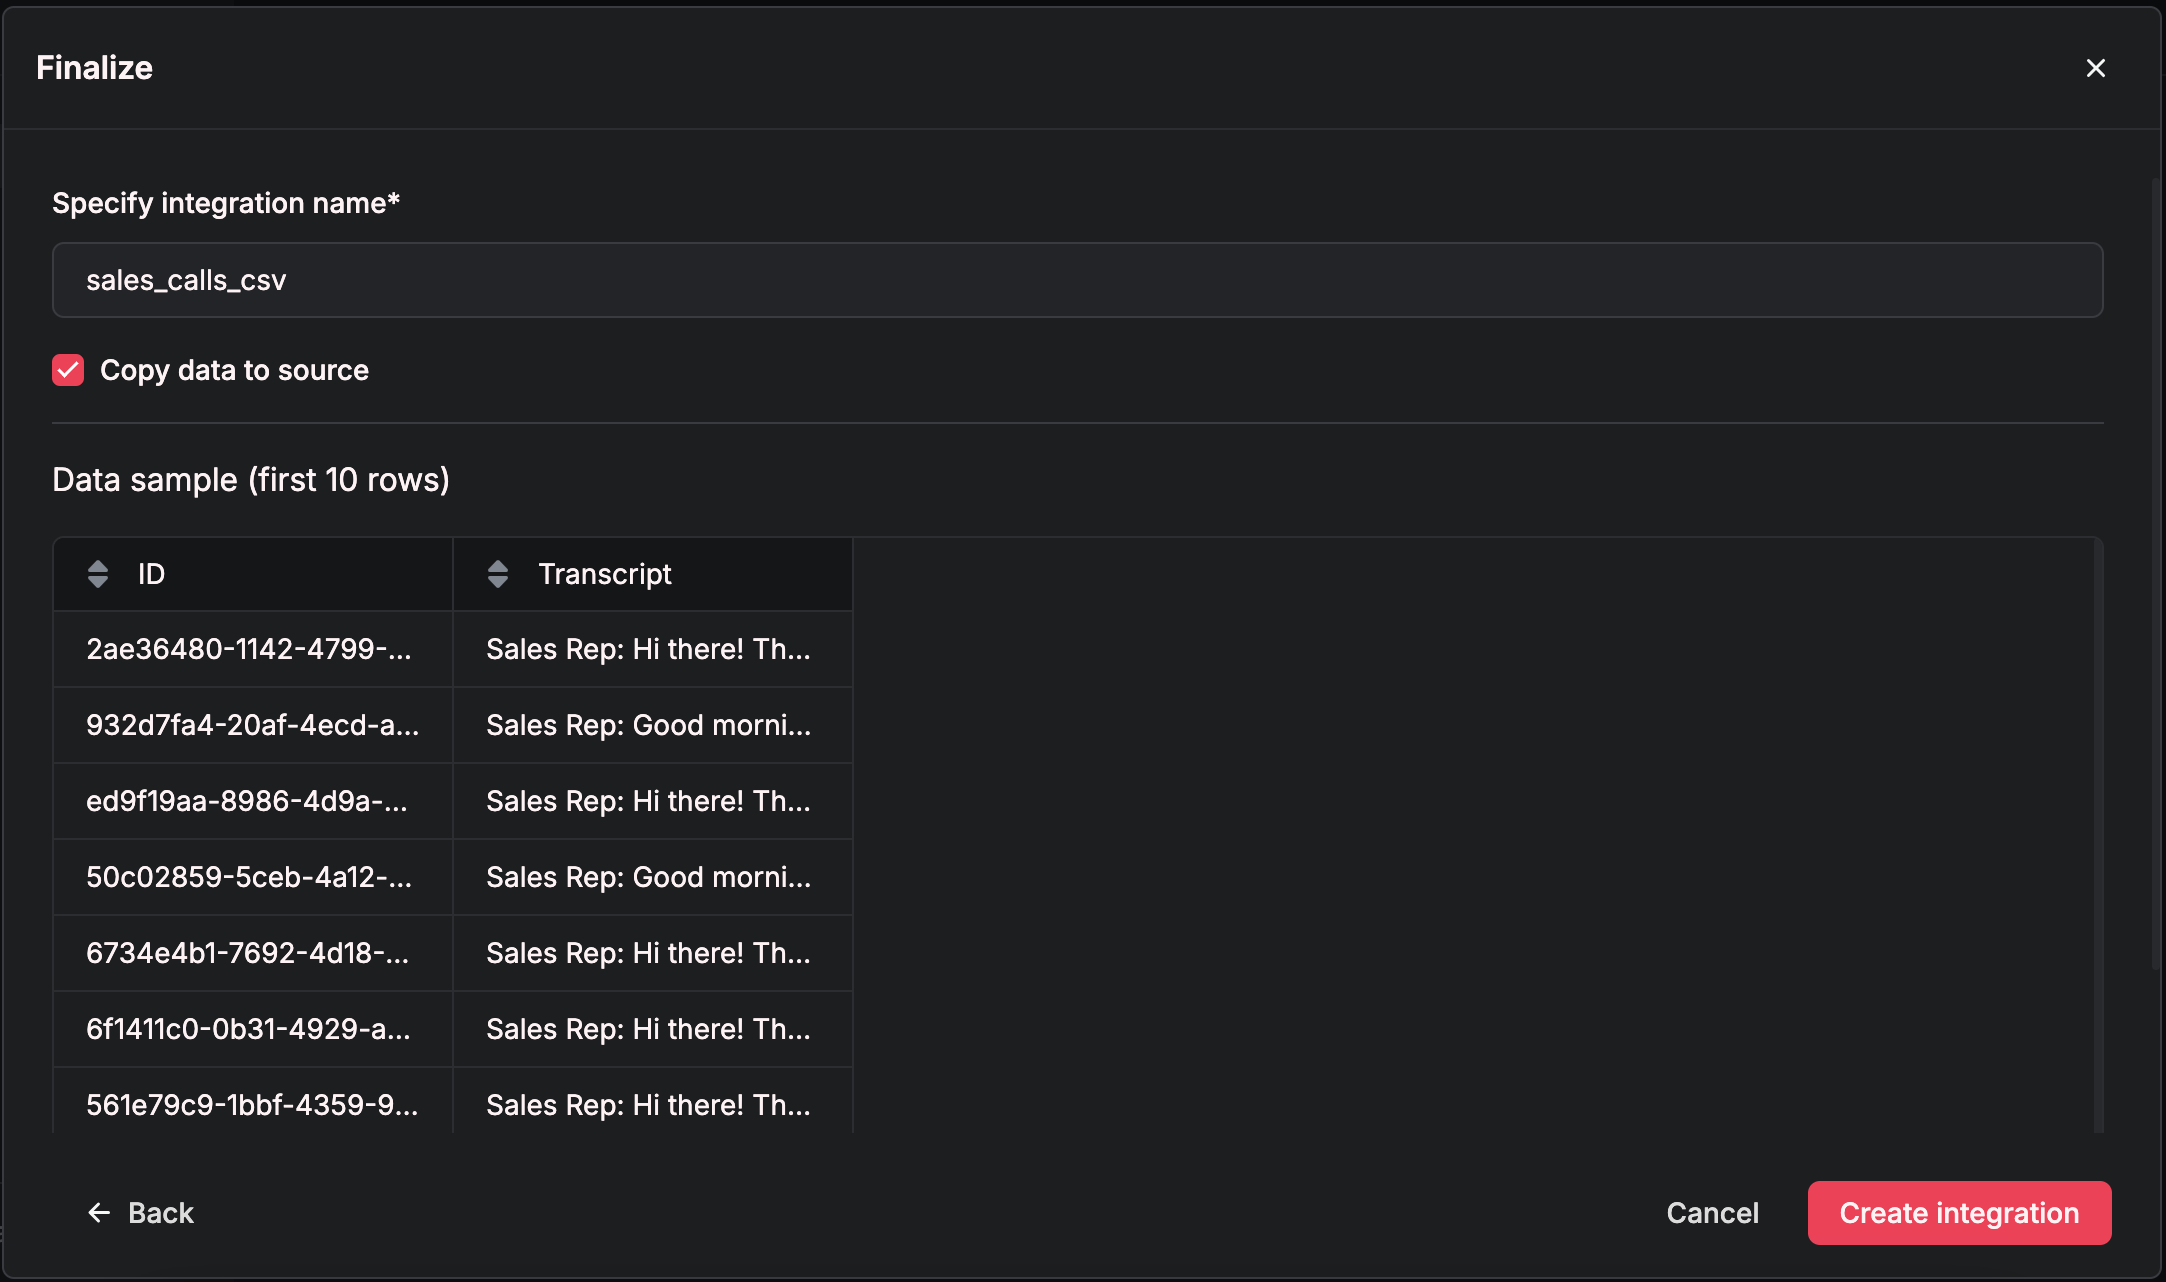 Finalize
Specify integration name*
sales_calls_csv
Copy data to source
Data sample (first 10 rows)
ID Transcript
2ae36480-1142-4799-... Sales Rep: Hi there! Th...
932d7fa4-20af-4ecd-a... Sales Rep: Good morni...
ed9f19aa-8986-4d9a-... Sales Rep: Hi there! Th...
50c02859-5ceb-4a12-... Sales Rep: Good morni...
6734e4b1-7692-4d18-... Sales Rep: Hi there! Th...
6f1411c0-0b31-4929-a... Sales Rep: Hi there! Th...
561e79c9-1bbf-4359-9... Sales Rep: Hi there! Th...
Back Cancel Create integration